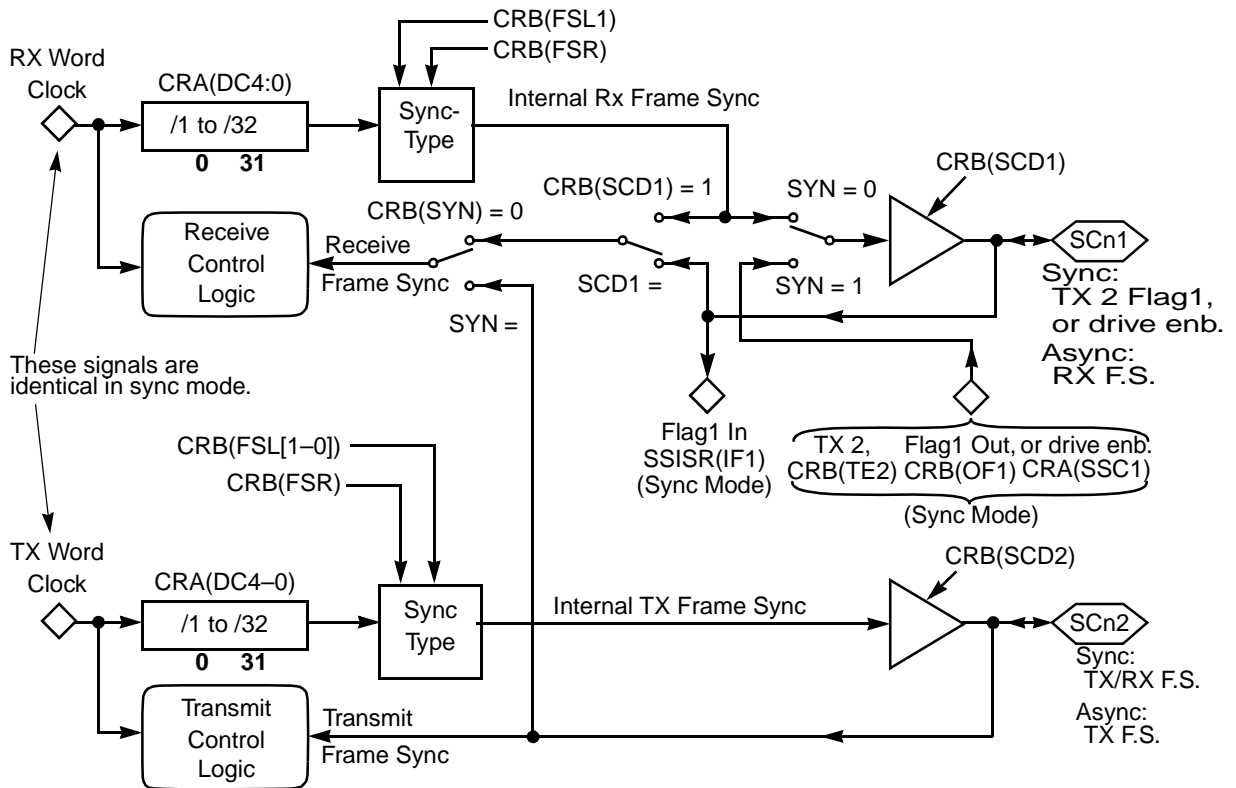 CRB(FSL1)
CRB(FSR)
RX Word
Clock
CRA(DC4:0)
/1 to /32
0 31
Sync-
Type
Internal Rx Frame Sync
CRB(SCD1) = 1
SYN = 0
CRB(SCD1)
CRB(SYN) = 0
Receive
Control
Logic
Receive
Frame Sync
SCD1 =
SYN = 1
SYN =
SCn1
Sync:
TX 2 Flag1,
or drive enb.
Async:
RX F.S.
These signals are
identical in sync mode.
Flag1 In
SSISR(IF1)
(Sync Mode)
TX 2, Flag1 Out, or drive enb.
CRB(TE2) CRB(OF1) CRA(SSC1)
(Sync Mode)
CRB(FSL[1–0])
CRB(FSR)
TX Word
Clock
CRA(DC4–0)
/1 to /32
0 31
Sync
Type
Internal TX Frame Sync
CRB(SCD2)
SCn2
Sync:
TX/RX F.S.
Async:
TX F.S.
Transmit
Control
Logic
Transmit
Frame Sync